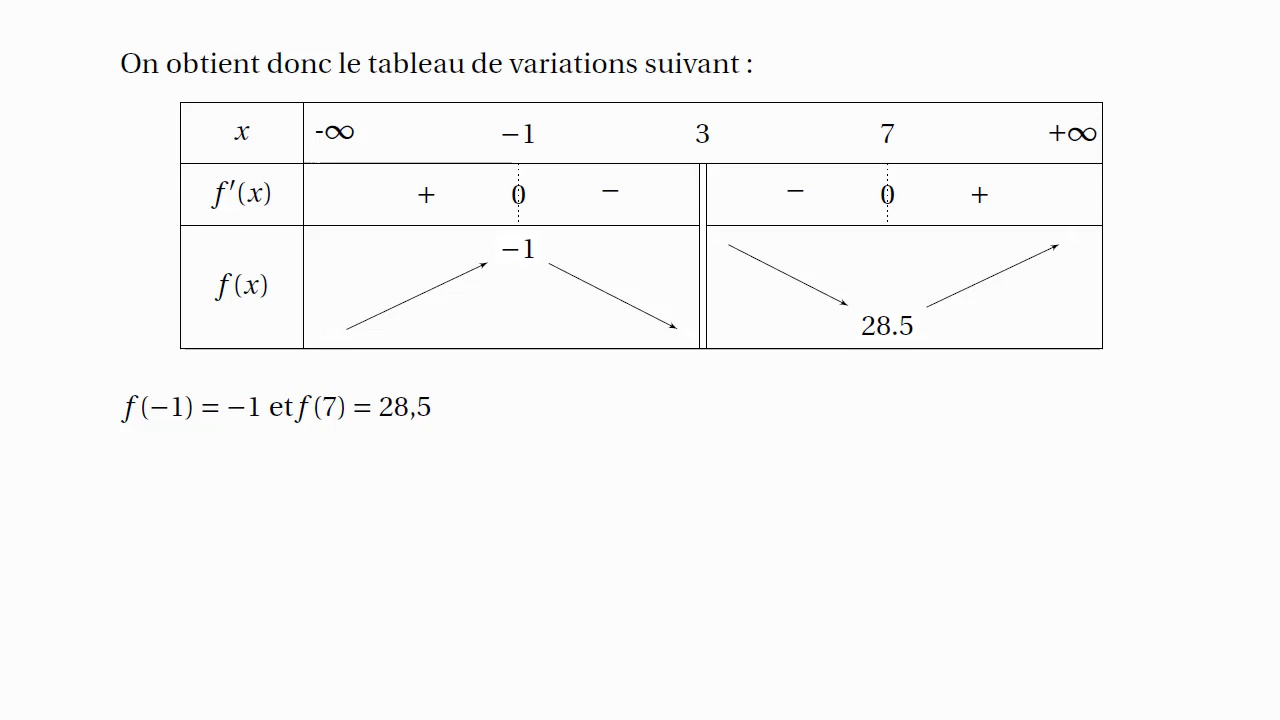 On obtient donc le tableau de variations suivant :
x -∞ −1 3 7 +∞
f′(x) + 0 − − 0 +
f(x) −1 28.5
f(−1) = −1 et f(7) = 28,5